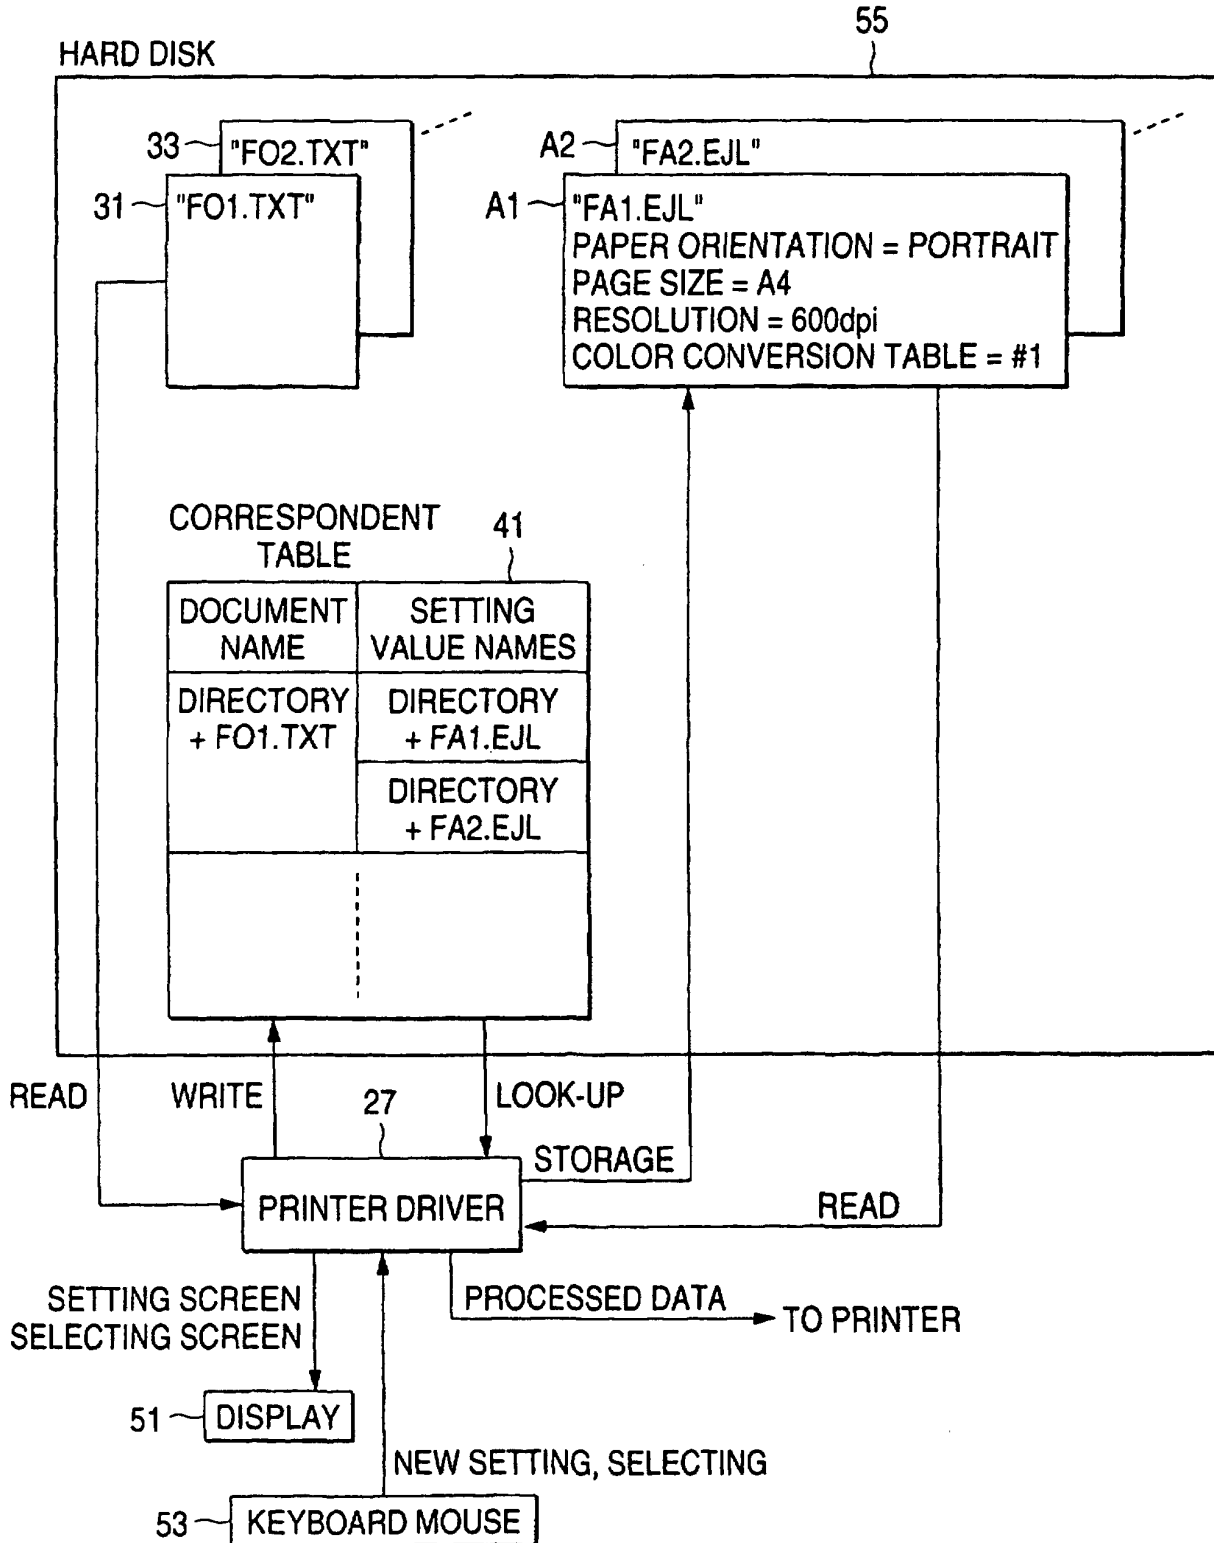 55
HARD DISK
33
"FO2.TXT"
31
"FO1.TXT"
A2
"FA2.EJL"
A1
"FA1.EJL"
PAPER ORIENTATION = PORTRAIT
PAGE SIZE = A4
RESOLUTION = 600dpi
COLOR CONVERSION TABLE = #1
CORRESPONDENT
TABLE
41
DOCUMENT
NAME
SETTING
VALUE NAMES
DIRECTORY
+ FO1.TXT
DIRECTORY
+ FA1.EJL
DIRECTORY
+ FA2.EJL
READ
WRITE
27
LOOK-UP
STORAGE
PRINTER DRIVER
READ
SETTING SCREEN
SELECTING SCREEN
PROCESSED DATA
TO PRINTER
51
DISPLAY
NEW SETTING, SELECTING
53
KEYBOARD MOUSE